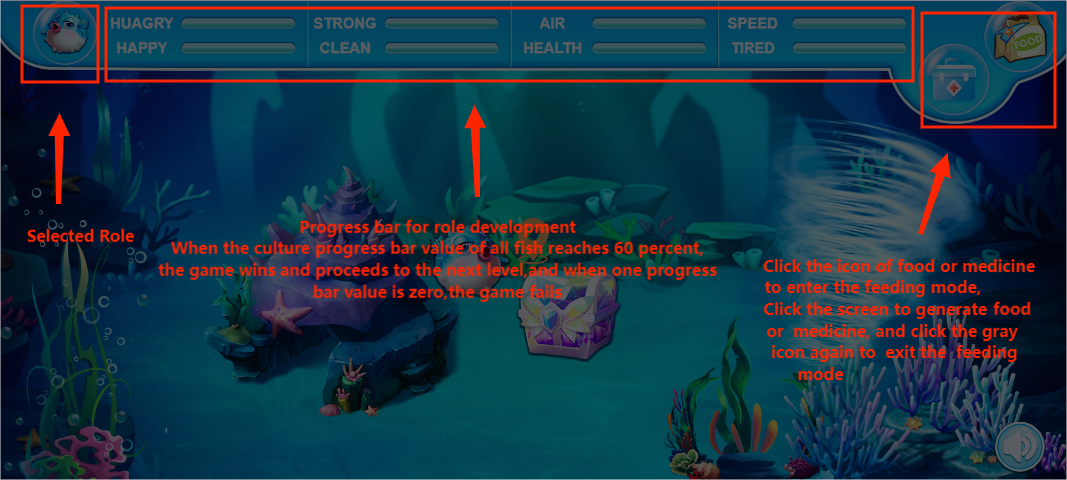 HUAGRY STRONG AIR SPEED
HAPPY CLEAN HEALTH TIRED
FOOD
Selected Role
Progress bar for role development
When the culture progress bar value of all fish reaches 60 percent,
the game wins and proceeds to the next level,and when one progress
bar value is zero,the game fails
Click the icon of food or medicine
to enter the feeding mode,
Click the screen to generate food
or medicine, and click the gray
icon again to exit the feeding
mode